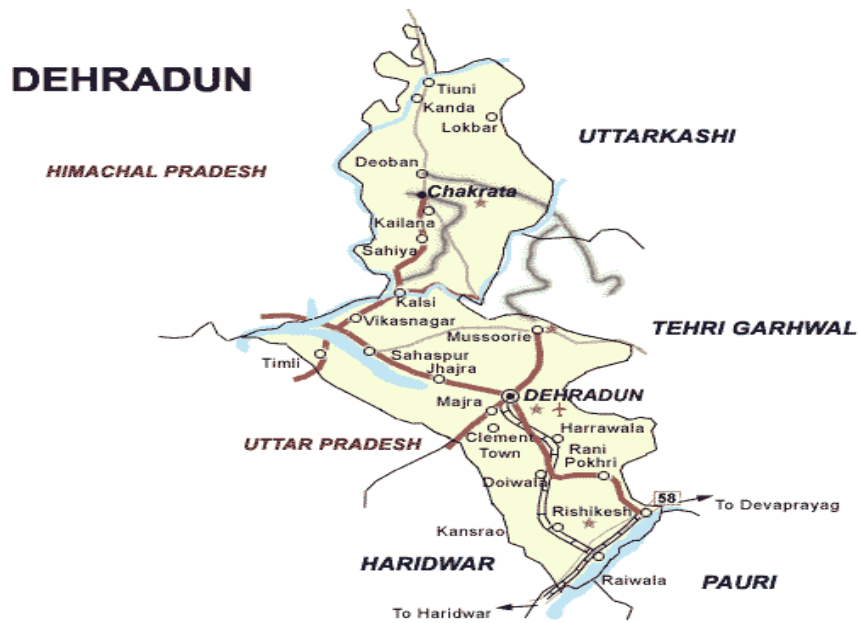 DEHRADUN
Tiuni
Kanda
Lokbar
UTTARKASHI
Deoban
HIMACHAL PRADESH
Chakrata
Kailana
Sahiya
Kalsi
Vikasnagar
TEHRI GARHWAL
Mussoorie
Timli
Sahaspur
Jhajra
DEHRADUN
Majra
Harrawala
UTTAR PRADESH
Clement
Town
Rani
Pokhri
Doiwala
58
To Devaprayag
Rishikesh
Kansrao
HARIDWAR
Raiwala
PAURI
To Haridwar